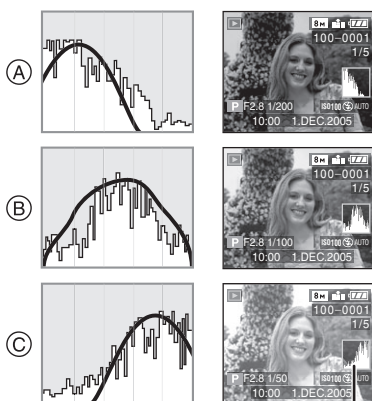 A
8M
100-0001
1/5
P F2.8 1/200 ISO100 AUTO
10:00 1.DEC.2005
B
8M
100-0001
1/5
P F2.8 1/100 ISO100 AUTO
10:00 1.DEC.2005
C
8M
100-0001
1/5
P F2.8 1/50 ISO100 AUTO
10:00 1.DEC.2005